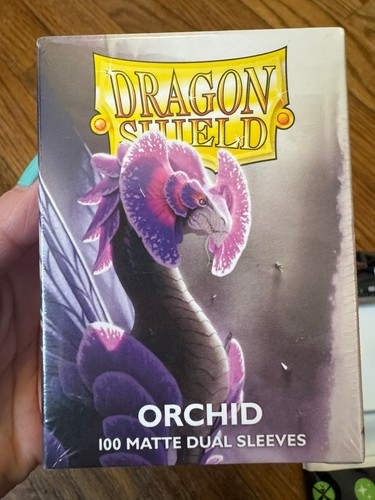 DRAGON
SHIELD
ORCHID
100 MATTE DUAL SLEEVES